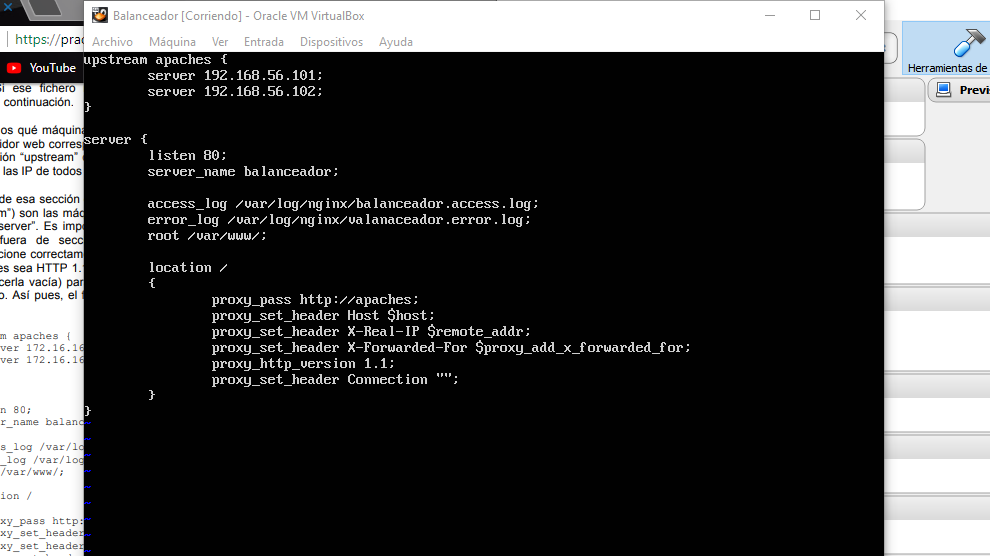 Balanceador [Corriendo] - Oracle VM VirtualBox
Archivo Máquina Ver Entrada Dispositivos Ayuda
https://prac
YouTube
Herramientas de
Previs
upstream apaches {
server 192.168.56.101;
server 192.168.56.102;
}
server {
listen 80;
server_name balanceador;
access_log /var/log/nginx/balanceador.access.log;
error_log /var/log/nginx/valanaceador.error.log;
root /var/www/;
location /
{
proxy_pass http://apaches;
proxy_set_header Host $host;
proxy_set_header X-Real-IP $remote_addr;
proxy_set_header X-Forwarded-For $proxy_add_x_forwarded_for;
proxy_http_version 1.1;
proxy_set_header Connection "";
}
}
~
~
~
~
~
~
~
~
~
Si ese fichero
continuación.
os qué máquina
idor web corresp
ión “upstream”
las IP de todos
de esa sección
m”) son las máq
server”. Es impo
fuera de secc
cione correctam
es sea HTTP 1.
cerla vacía) par
o. Así pues, el f
m apaches {
ver 172.16.16
ver 172.16.16
n 80;
r_name balanc
s_log /var/lo
_log /var/log
/var/www/;
ion /
xy_pass http:
xy_set_header
xy_set_header